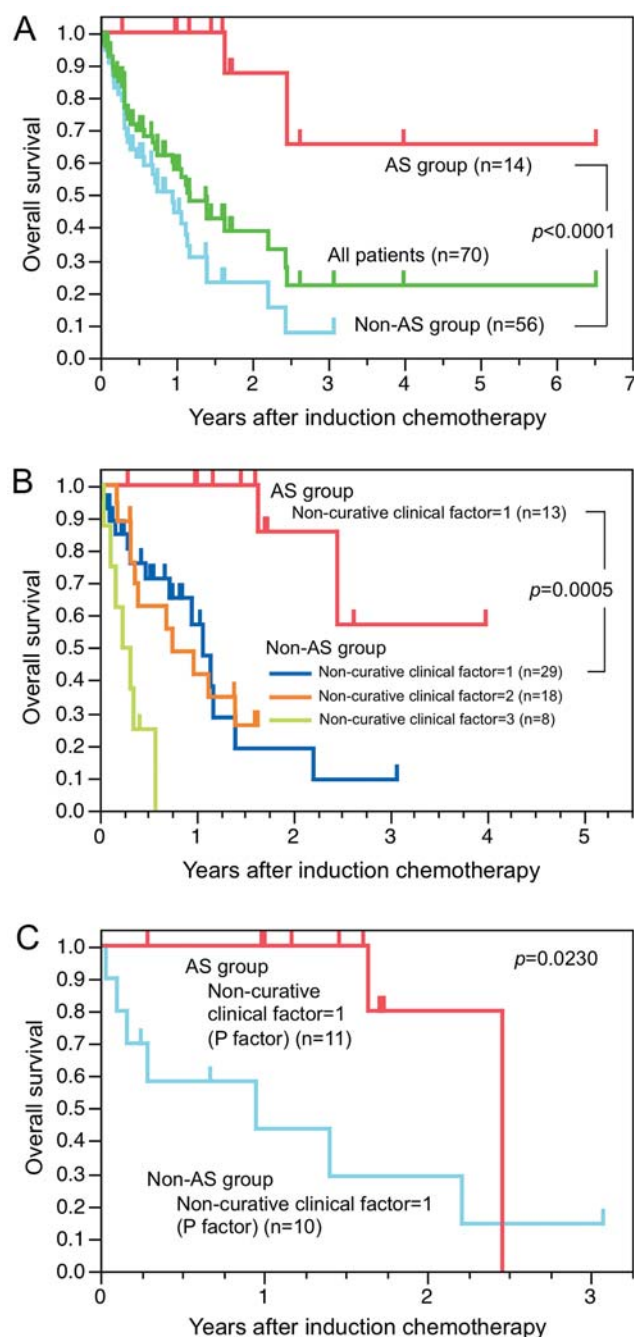 A
1.0
0.9
0.8
0.7
0.6
0.5
0.4
0.3
0.2
0.1
0.0
Overall survival
AS group (n=14)
p<0.0001
All patients (n=70)
Non-AS group (n=56)
0 1 2 3 4 5 6 7
Years after induction chemotherapy
B
1.0
0.9
0.8
0.7
0.6
0.5
0.4
0.3
0.2
0.1
0.0
Overall survival
AS group
Non-curative clinical factor=1 (n=13)
p=0.0005
Non-AS group
Non-curative clinical factor=1 (n=29)
Non-curative clinical factor=2 (n=18)
Non-curative clinical factor=3 (n=8)
0 1 2 3 4 5
Years after induction chemotherapy
C
1.0
0.9
0.8
0.7
0.6
0.5
0.4
0.3
0.2
0.1
0.0
Overall survival
p=0.0230
AS group
Non-curative
clinical factor=1
(P factor) (n=11)
Non-AS group
Non-curative clinical factor=1
(P factor) (n=10)
0 1 2 3
Years after induction chemotherapy